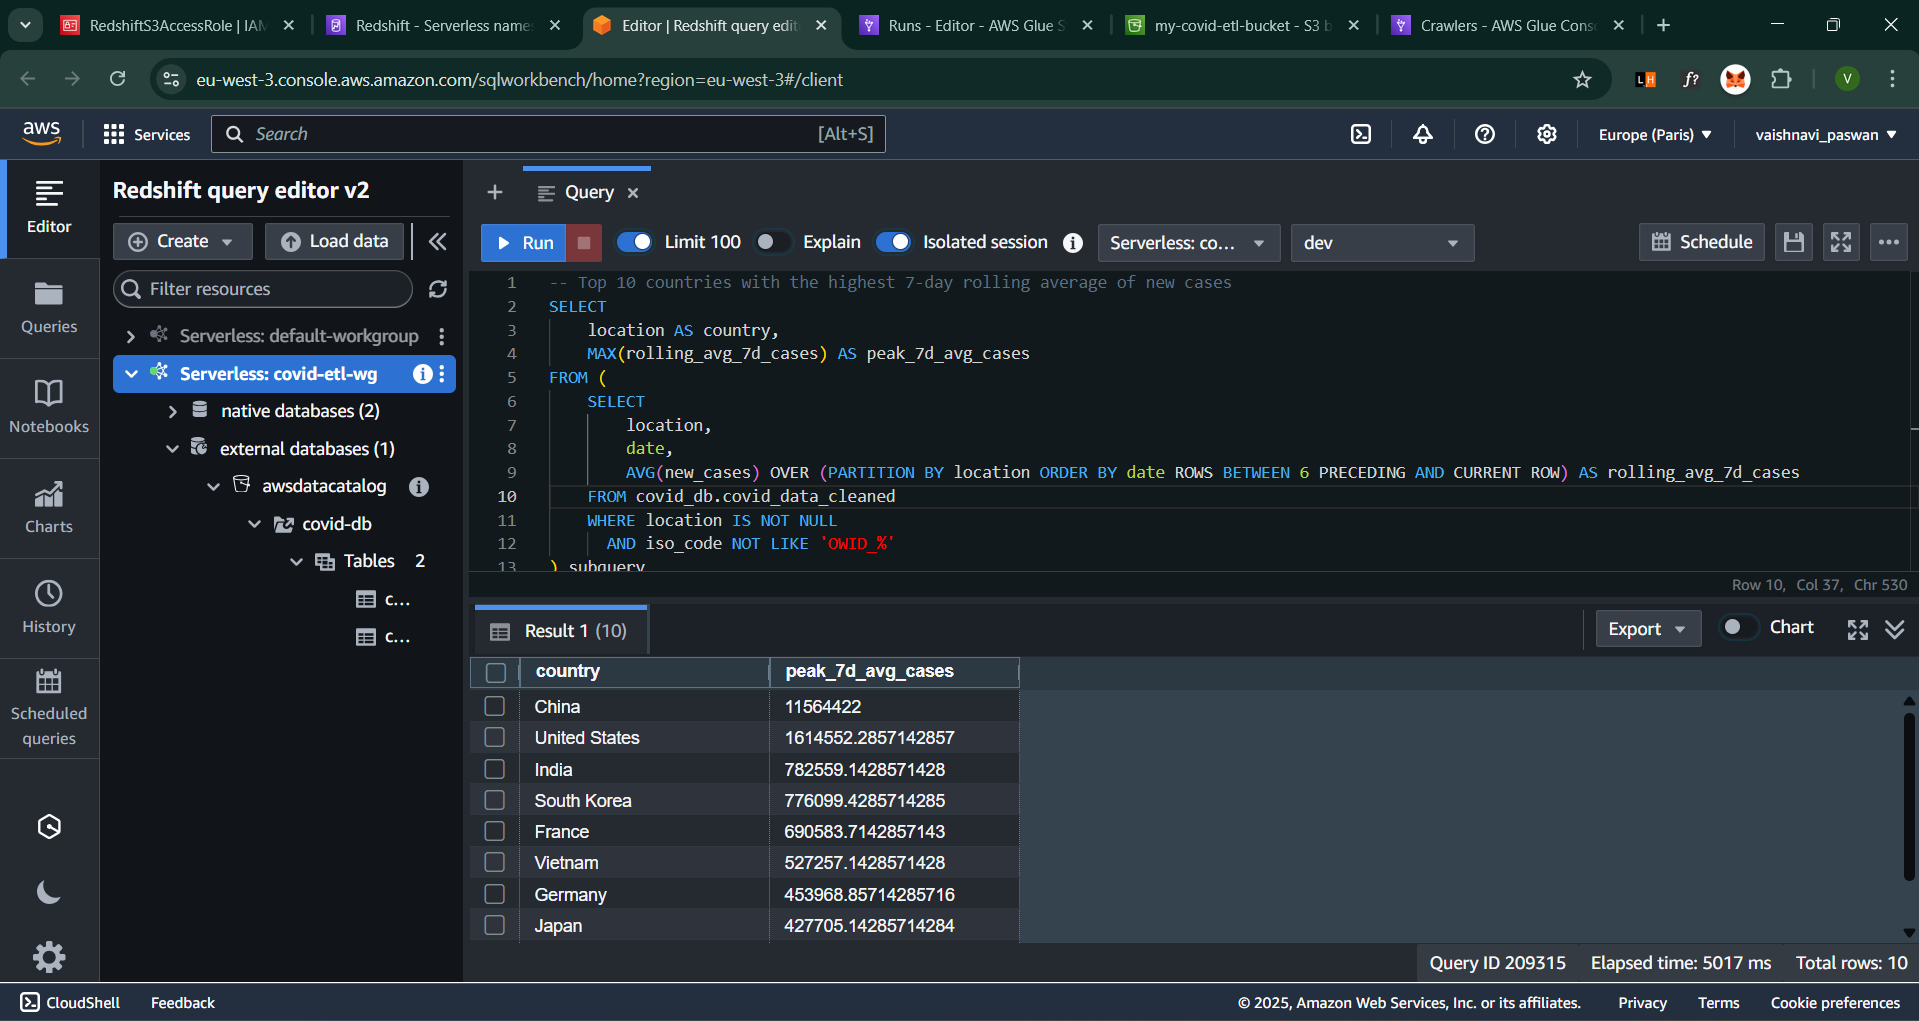 RedshiftS3AccessRole | IAM
Redshift - Serverless name
Editor | Redshift query edit
Runs - Editor - AWS Glue S
my-covid-etl-bucket - S3 b
Crawlers - AWS Glue Cons
eu-west-3.console.aws.amazon.com/sqlworkbench/home?region=eu-west-3#/client
LH
f?
V
aws
Services
Search
[Alt+S]
Europe (Paris)
vaishnavi_paswan
Editor
Queries
Notebooks
Charts
History
Scheduled
queries
Redshift query editor v2
Create
Load data
Filter resources
Serverless: default-workgroup
Serverless: covid-etl-wg
native databases (2)
external databases (1)
awsdatacatalog
covid-db
Tables 2
c...
c...
Query
Run
Limit 100
Explain
Isolated session
Serverless: co...
dev
Schedule
1 -- Top 10 countries with the highest 7-day rolling average of new cases
2 SELECT
3 location AS country,
4 MAX(rolling_avg_7d_cases) AS peak_7d_avg_cases
5 FROM (
6 SELECT
7 location,
8 date,
9 AVG(new_cases) OVER (PARTITION BY location ORDER BY date ROWS BETWEEN 6 PRECEDING AND CURRENT ROW) AS rolling_avg_7d_cases
10 FROM covid_db.covid_data_cleaned
11 WHERE location IS NOT NULL
12 AND iso_code NOT LIKE 'OWID_%'
13 ) subquery
Row 10, Col 37, Chr 530
Result 1 (10)
Export
Chart
country peak_7d_avg_cases
China 11564422
United States 1614552.2857142857
India 782559.1428571428
South Korea 776099.4285714285
France 690583.7142857143
Vietnam 527257.1428571428
Germany 453968.85714285716
Japan 427705.14285714284
Query ID 209315 Elapsed time: 5017 ms Total rows: 10
CloudShell
Feedback
© 2025, Amazon Web Services, Inc. or its affiliates.
Privacy
Terms
Cookie preferences